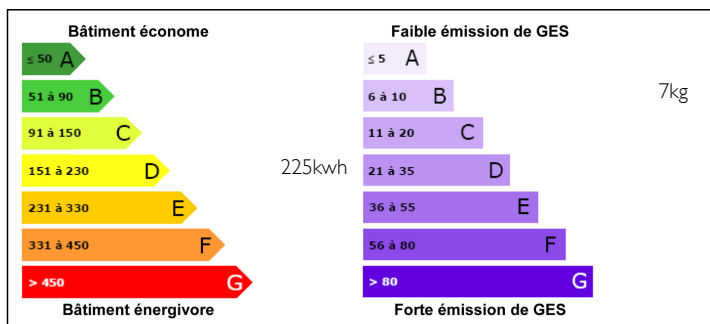 Bâtiment économe
≤ 50 A
51 à 90 B
91 à 150 C
151 à 230 D
225kwh
231 à 330 E
331 à 450 F
> 450 G
Bâtiment énergivore
Faible émission de GES
≤ 5 A
6 à 10 B
7kg
11 à 20 C
21 à 35 D
36 à 55 E
56 à 80 F
> 80 G
Forte émission de GES